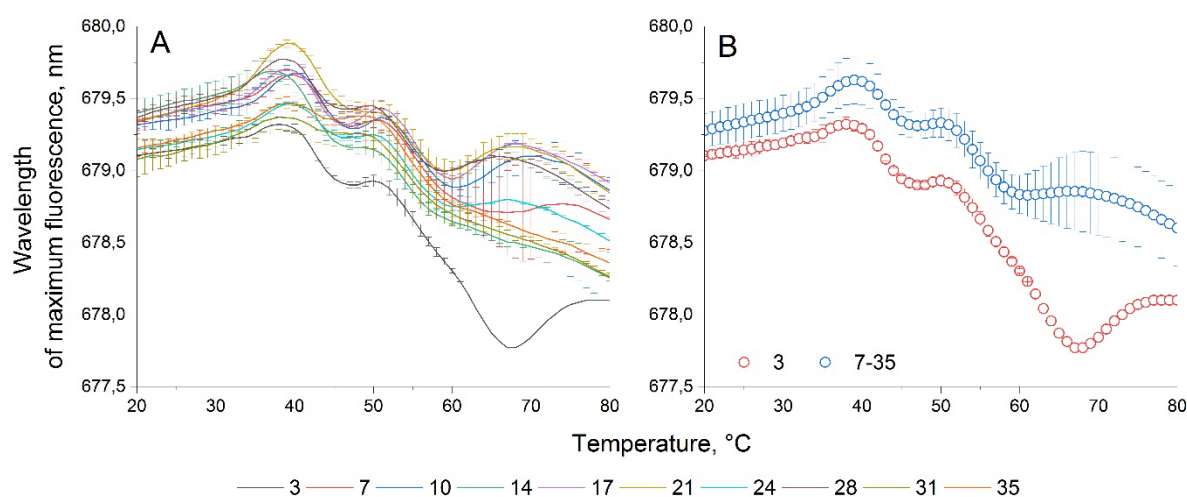 A
B
Wavelength
of maximum fluorescence, nm
680,0
679,5
679,0
678,5
678,0
677,5
20 30 40 50 60 70 80
680,0
679,5
679,0
678,5
678,0
677,5
3 7-35
20 30 40 50 60 70 80
Temperature, °C
3 7 10 14 17 21 24 28 31 35